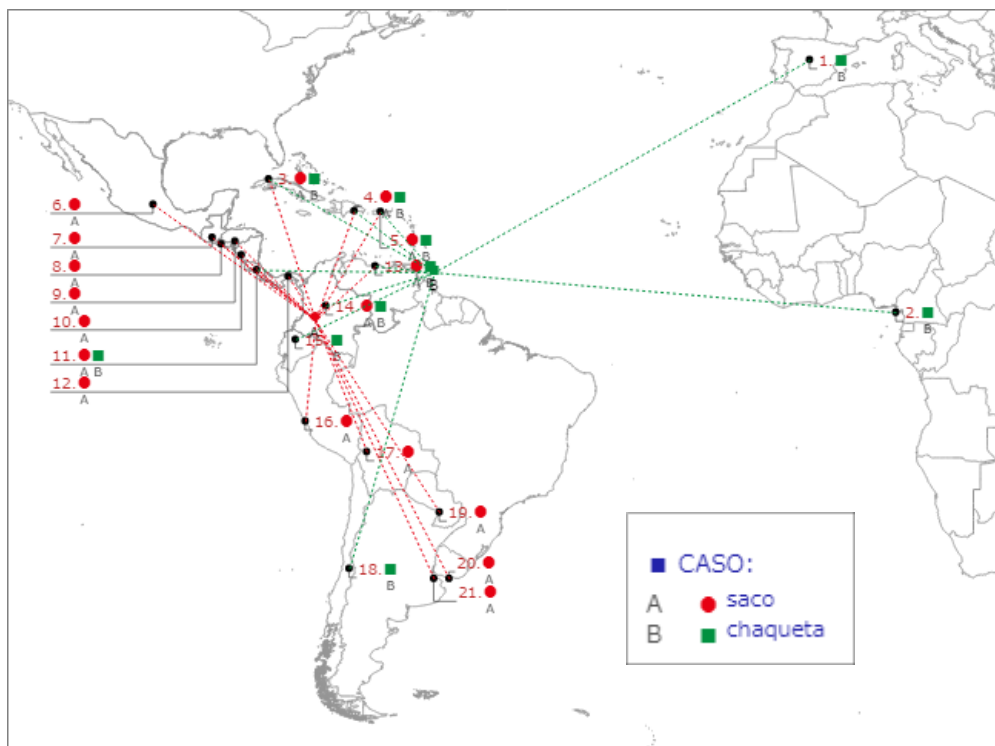 1.
B
3.
A B
4.
A B
6.
A
5.
A B
7.
A
13.
A B
B
8.
A
9.
A
14.
A B
2.
B
10.
A
A
15.
B
11.
A B
12.
A
16.
A
17.
A
19.
A
CASO:
20.
A
18.
B
21.
A
A saco
B chaqueta